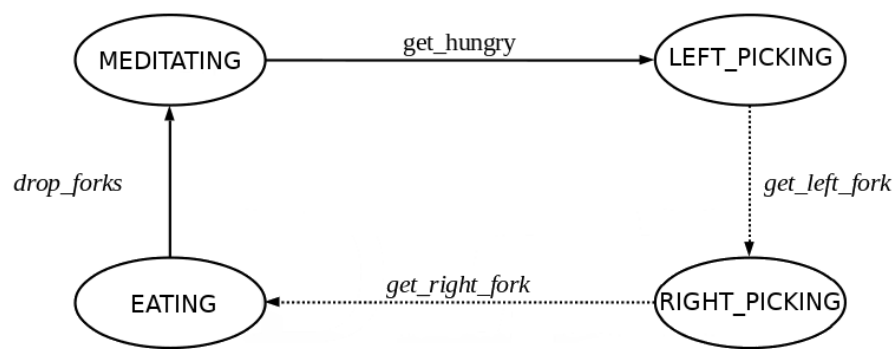 get_hungry
MEDITATING
LEFT_PICKING
drop_forks
get_left_fork
get_right_fork
EATING
RIGHT_PICKING